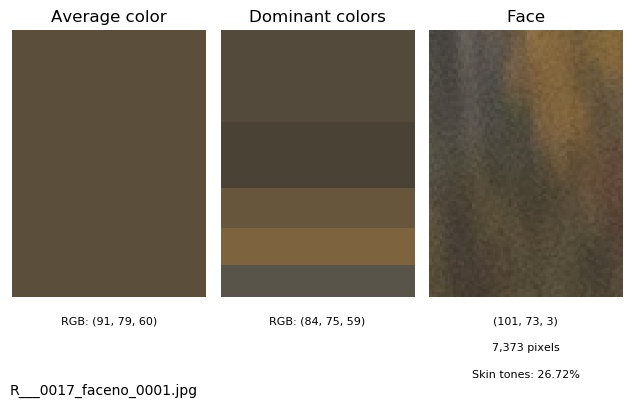 Average color
Dominant colors
Face
RGB: (91, 79, 60)
RGB: (84, 75, 59)
(101, 73, 3)
7,373 pixels
Skin tones: 26.72%
R___0017_faceno_0001.jpg